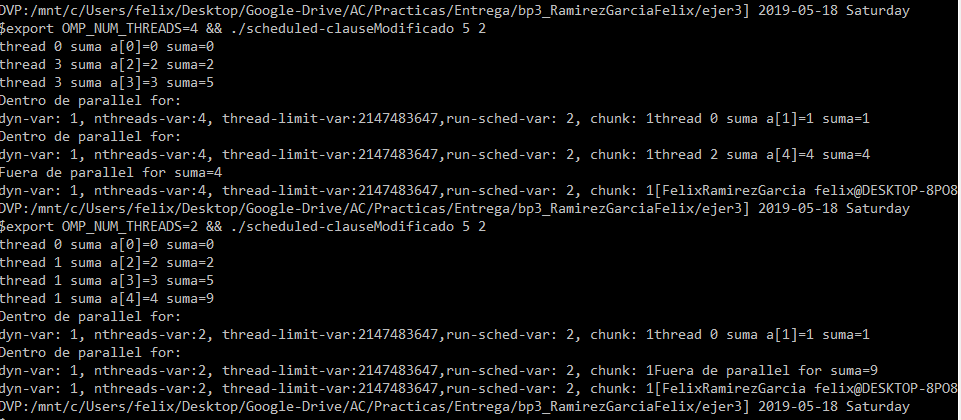 DVP:/mnt/c/Users/felix/Desktop/Google-Drive/AC/Practicas/Entrega/bp3_RamirezGarciaFelix/ejer3] 2019-05-18 Saturday
$export OMP_NUM_THREADS=4 && ./scheduled-clauseModificado 5 2
thread 0 suma a[0]=0 suma=0
thread 3 suma a[2]=2 suma=2
thread 3 suma a[3]=3 suma=5
Dentro de parallel for:
dyn-var: 1, nthreads-var:4, thread-limit-var:2147483647,run-sched-var: 2, chunk: 1thread 0 suma a[1]=1 suma=1
Dentro de parallel for:
dyn-var: 1, nthreads-var:4, thread-limit-var:2147483647,run-sched-var: 2, chunk: 1thread 2 suma a[4]=4 suma=4
Fuera de parallel for suma=4
dyn-var: 1, nthreads-var:4, thread-limit-var:2147483647,run-sched-var: 2, chunk: 1[FelixRamirezGarcia felix@DESKTOP-8PO8
DVP:/mnt/c/Users/felix/Desktop/Google-Drive/AC/Practicas/Entrega/bp3_RamirezGarciaFelix/ejer3] 2019-05-18 Saturday
$export OMP_NUM_THREADS=2 && ./scheduled-clauseModificado 5 2
thread 0 suma a[0]=0 suma=0
thread 1 suma a[2]=2 suma=2
thread 1 suma a[3]=3 suma=5
thread 1 suma a[4]=4 suma=9
Dentro de parallel for:
dyn-var: 1, nthreads-var:2, thread-limit-var:2147483647,run-sched-var: 2, chunk: 1thread 0 suma a[1]=1 suma=1
Dentro de parallel for:
dyn-var: 1, nthreads-var:2, thread-limit-var:2147483647,run-sched-var: 2, chunk: 1Fuera de parallel for suma=9
dyn-var: 1, nthreads-var:2, thread-limit-var:2147483647,run-sched-var: 2, chunk: 1[FelixRamirezGarcia felix@DESKTOP-8PO8
DVP:/mnt/c/Users/felix/Desktop/Google-Drive/AC/Practicas/Entrega/bp3_RamirezGarciaFelix/ejer3] 2019-05-18 Saturday